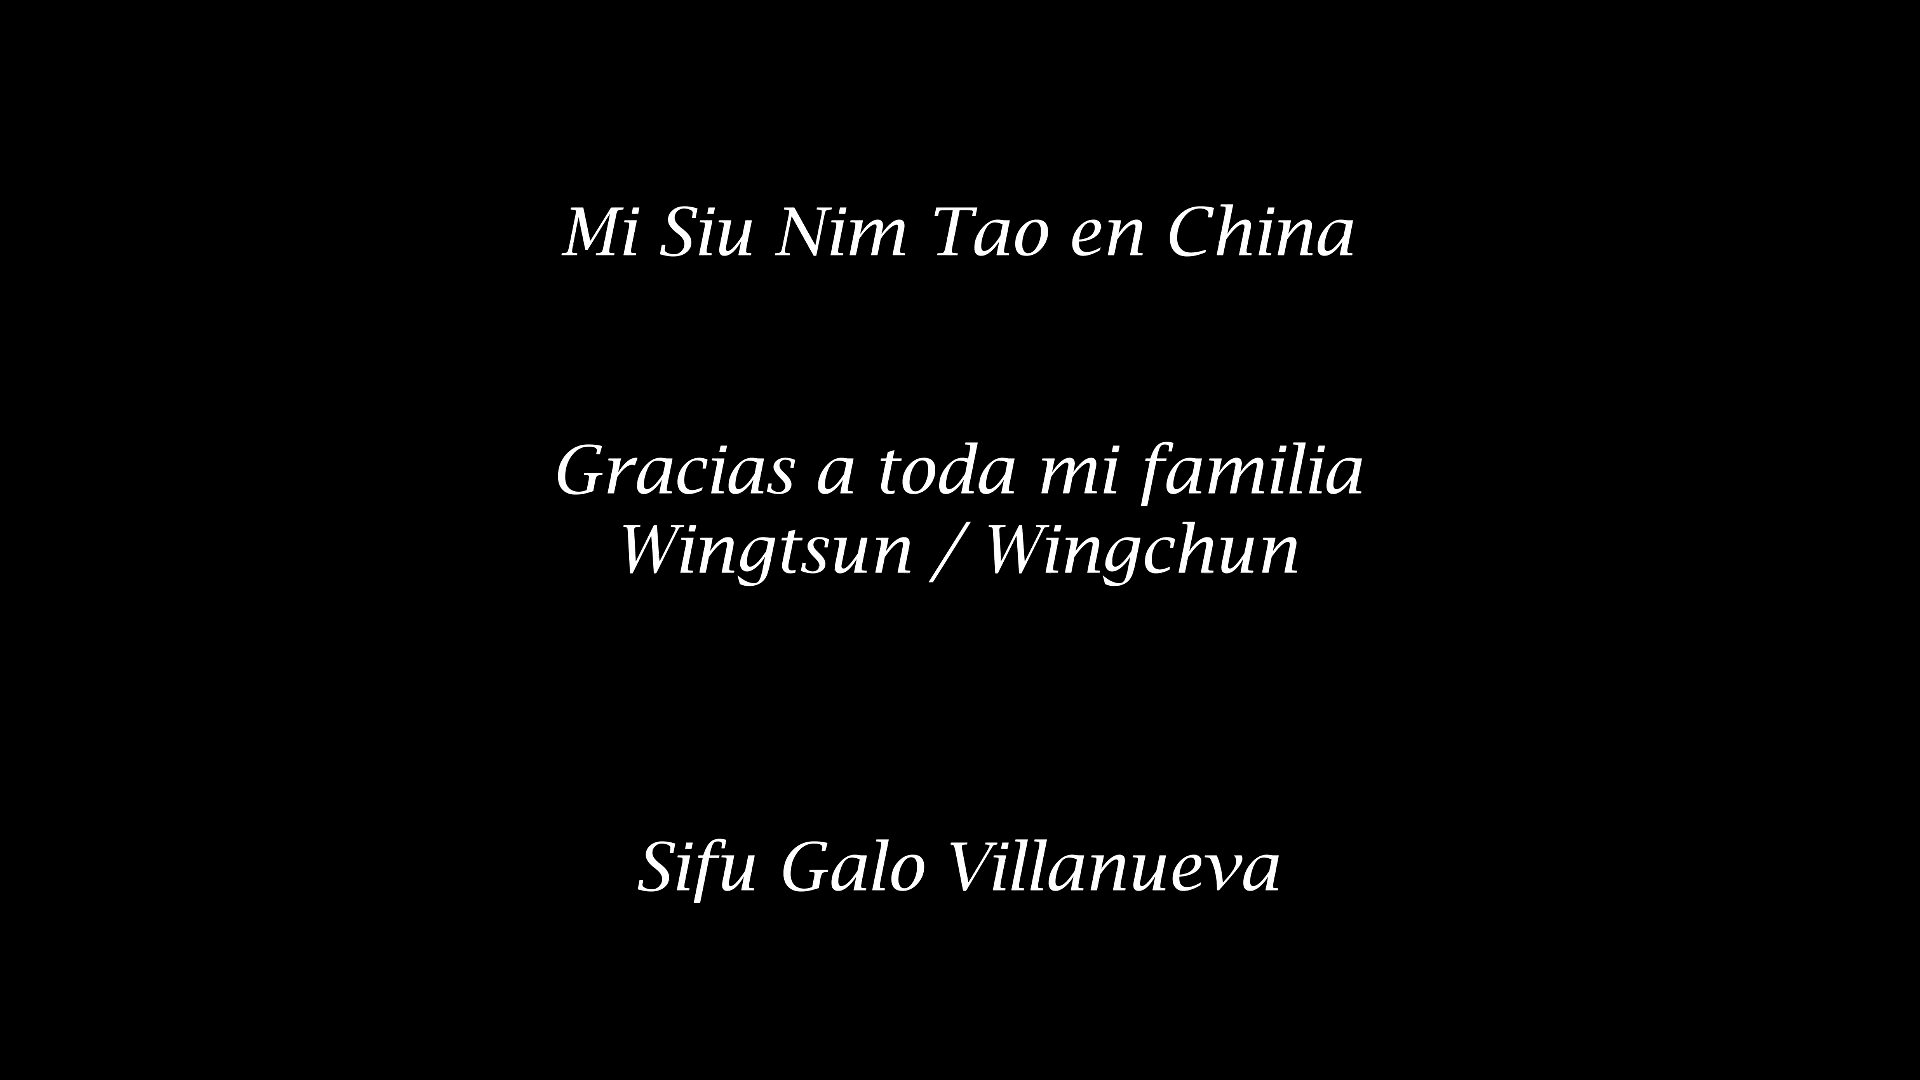 Mi Siu Nim Tao en China
Gracias a toda mi familia
Wingtsun / Wingchun
Sifu Galo Villanueva